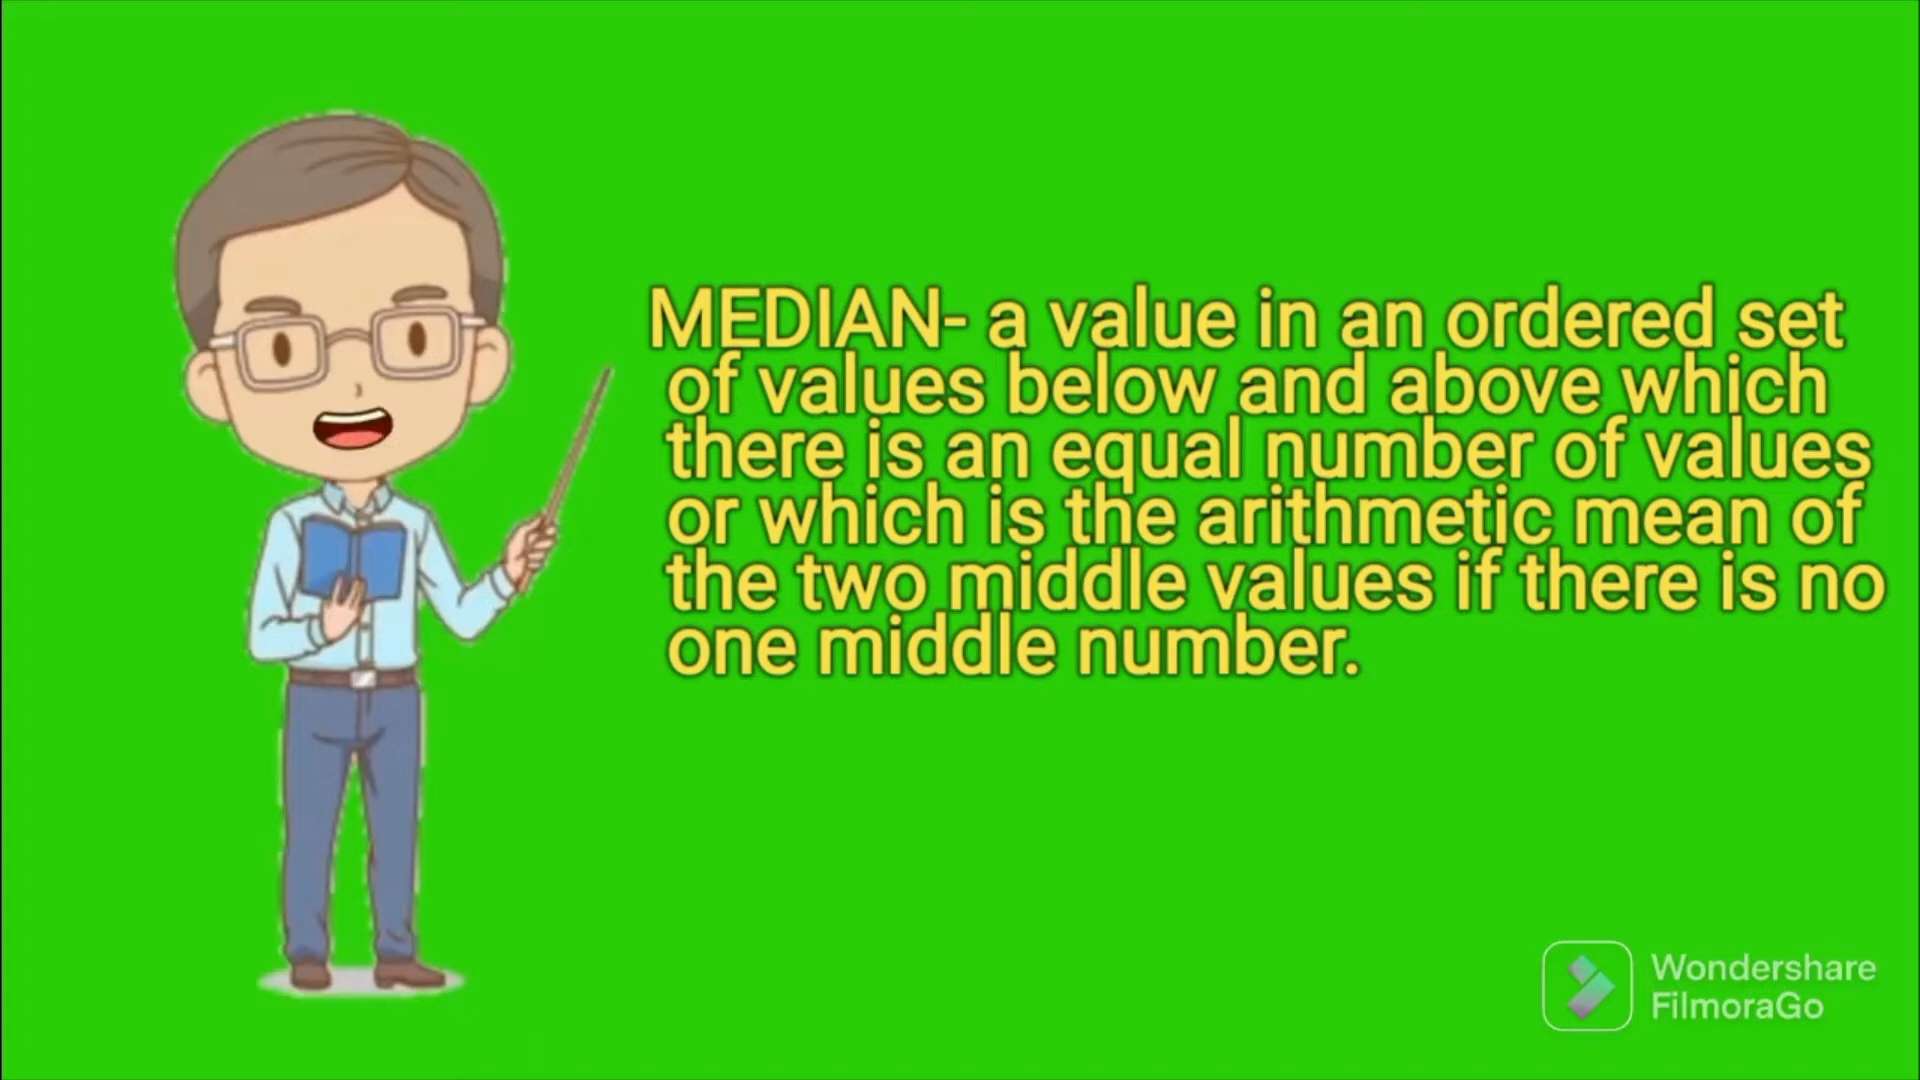 MEDIAN- a value in an ordered set
of values below and above which
there is an equal number of values
or which is the arithmetic mean of
the two middle values if there is no
one middle number.
Wondershare
FilmoraGo